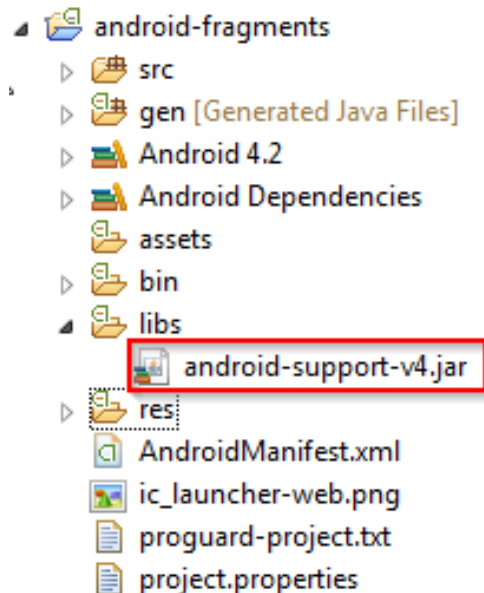 android-fragments
src
gen [Generated Java Files]
Android 4.2
Android Dependencies
assets
bin
libs
android-support-v4.jar
res
AndroidManifest.xml
ic_launcher-web.png
proguard-project.txt
project.properties